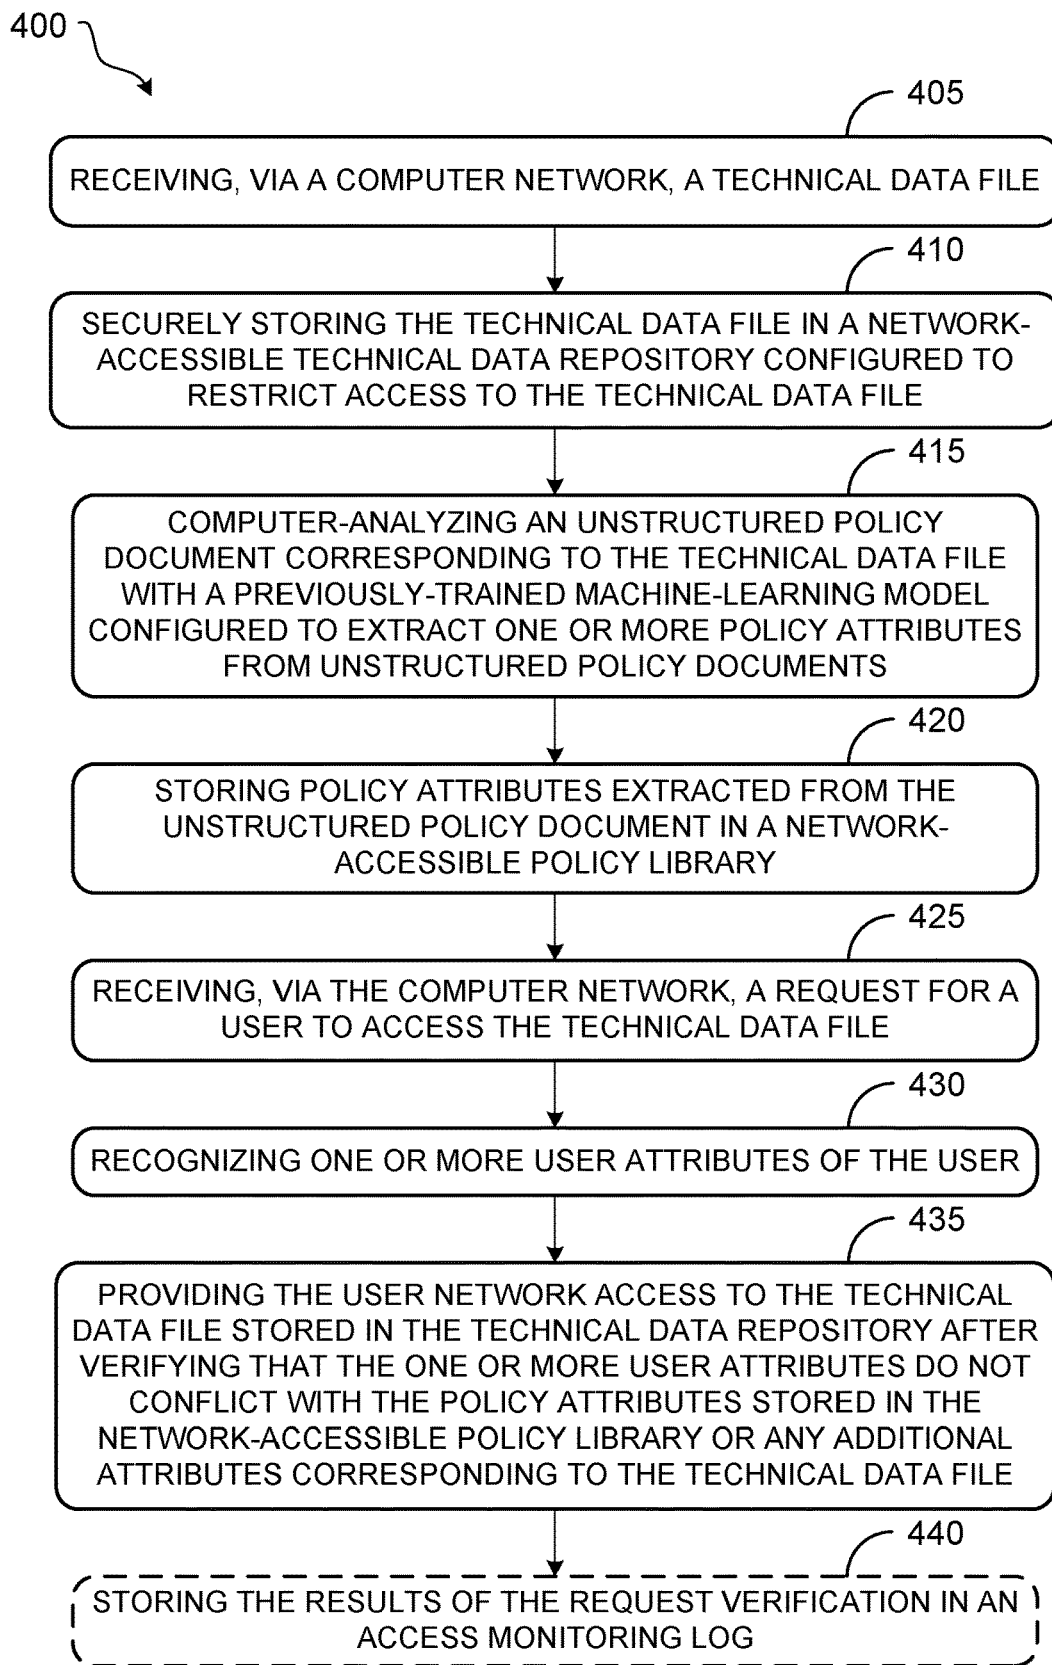 400
405
RECEIVING, VIA A COMPUTER NETWORK, A TECHNICAL DATA FILE
410
SECURELY STORING THE TECHNICAL DATA FILE IN A NETWORK-
ACCESSIBLE TECHNICAL DATA REPOSITORY CONFIGURED TO
RESTRICT ACCESS TO THE TECHNICAL DATA FILE
415
COMPUTER-ANALYZING AN UNSTRUCTURED POLICY
DOCUMENT CORRESPONDING TO THE TECHNICAL DATA FILE
WITH A PREVIOUSLY-TRAINED MACHINE-LEARNING MODEL
CONFIGURED TO EXTRACT ONE OR MORE POLICY ATTRIBUTES
FROM UNSTRUCTURED POLICY DOCUMENTS
420
STORING POLICY ATTRIBUTES EXTRACTED FROM THE
UNSTRUCTURED POLICY DOCUMENT IN A NETWORK-
ACCESSIBLE POLICY LIBRARY
425
RECEIVING, VIA THE COMPUTER NETWORK, A REQUEST FOR A
USER TO ACCESS THE TECHNICAL DATA FILE
430
RECOGNIZING ONE OR MORE USER ATTRIBUTES OF THE USER
435
PROVIDING THE USER NETWORK ACCESS TO THE TECHNICAL
DATA FILE STORED IN THE TECHNICAL DATA REPOSITORY AFTER
VERIFYING THAT THE ONE OR MORE USER ATTRIBUTES DO NOT
CONFLICT WITH THE POLICY ATTRIBUTES STORED IN THE
NETWORK-ACCESSIBLE POLICY LIBRARY OR ANY ADDITIONAL
ATTRIBUTES CORRESPONDING TO THE TECHNICAL DATA FILE
440
STORING THE RESULTS OF THE REQUEST VERIFICATION IN AN
ACCESS MONITORING LOG